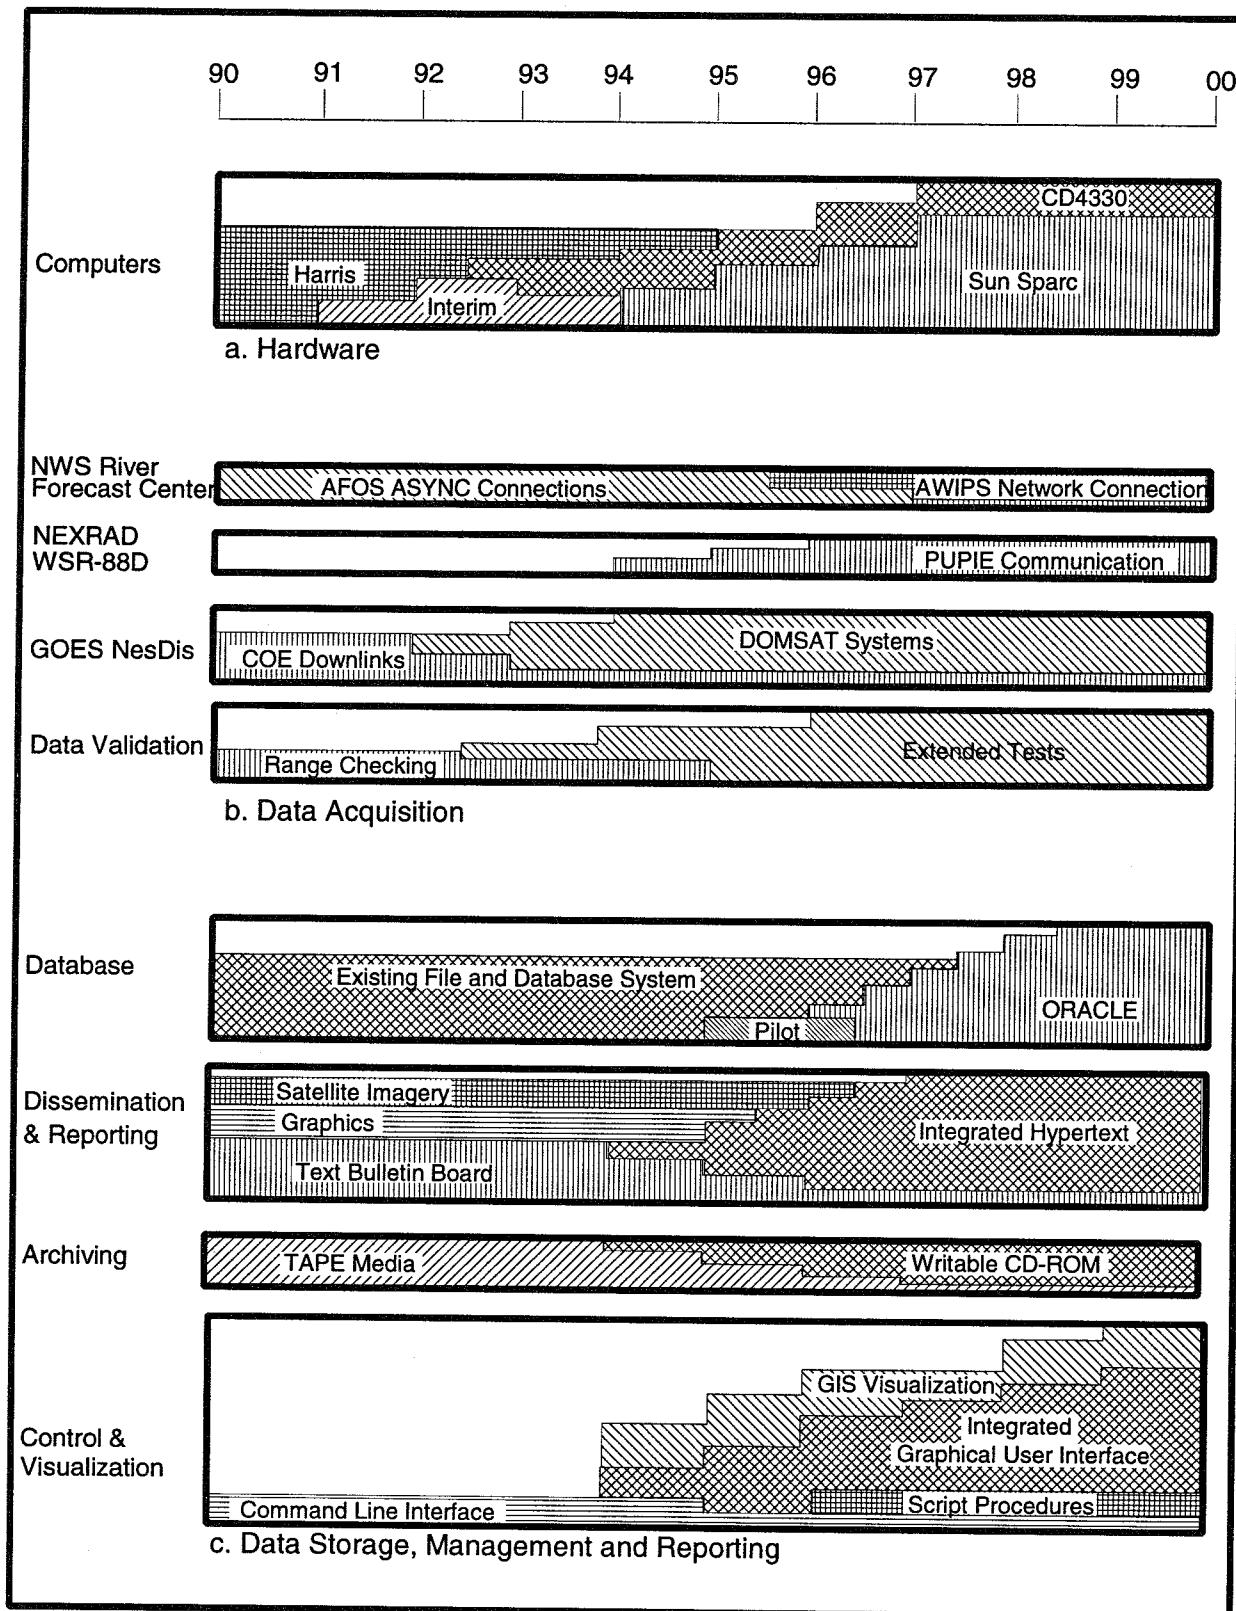 90 91 92 93 94 95 96 97 98 99 00
Computers
CD4330
Harris
Sun Sparc
Interim
a. Hardware
NWS River
Forecast Center
AFOS ASYNC Connections
AWIPS Network Connection
NEXRAD
WSR-88D
PUPIE Communication
GOES NesDis
COE Downlinks
DOMSAT Systems
Data Validation
Range Checking
Extended Tests
b. Data Acquisition
Database
Existing File and Database System
Pilot
ORACLE
Dissemination
& Reporting
Satellite Imagery
Graphics
Text Bulletin Board
Integrated Hypertext
Archiving
TAPE Media
Writable CD-ROM
Control &
Visualization
GIS Visualization
Integrated
Graphical User Interface
Command Line Interface
Script Procedures
c. Data Storage, Management and Reporting